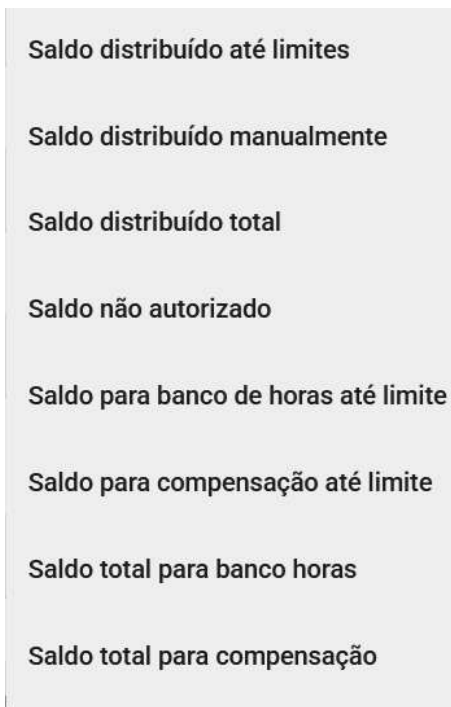 Saldo distribuído até limites
Saldo distribuído manualmente
Saldo distribuído total
Saldo não autorizado
Saldo para banco de horas até limite
Saldo para compensação até limite
Saldo total para banco horas
Saldo total para compensação